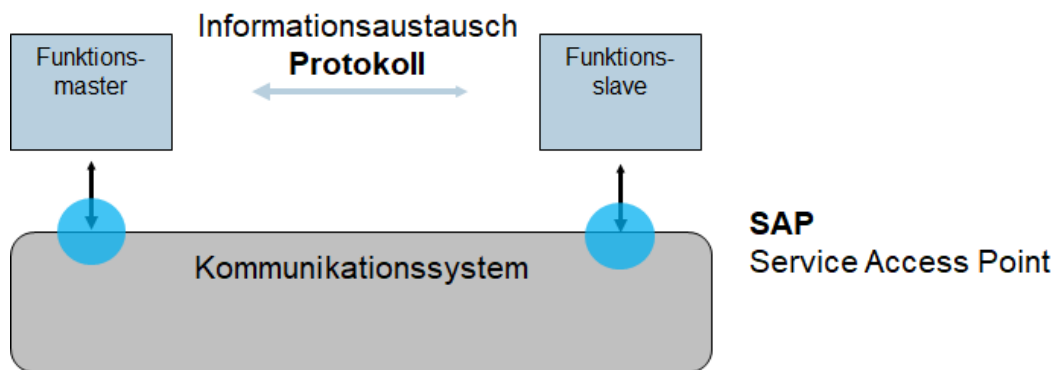 Informationsaustausch
Protokoll
Funktions-
master
Funktions-
slave
Kommunikationssystem
SAP
Service Access Point